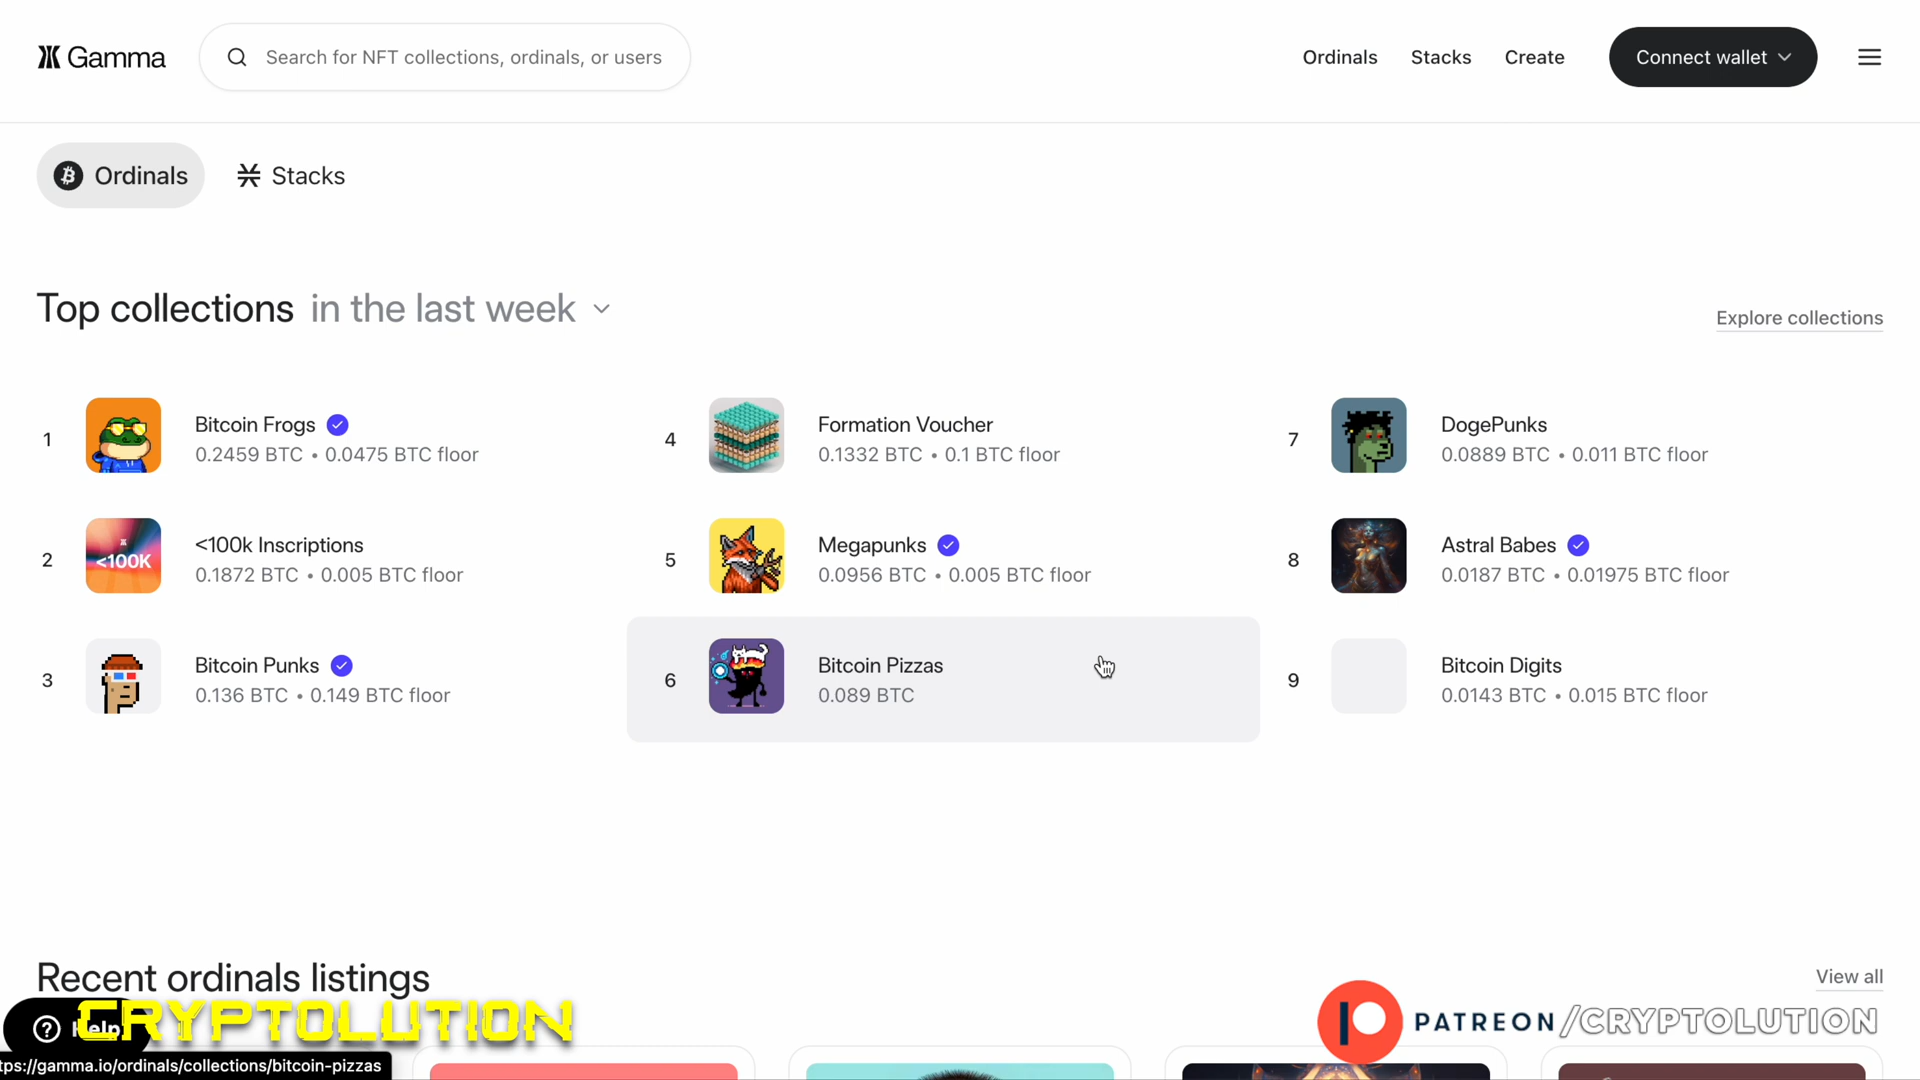 Gamma
Search for NFT collections, ordinals, or users
Ordinals
Stacks
Create
Connect wallet
Ordinals
Stacks
Top collections in the last week
Explore collections
1
Bitcoin Frogs
0.2459 BTC • 0.0475 BTC floor
2
<100K
<100k Inscriptions
0.1872 BTC • 0.005 BTC floor
3
Bitcoin Punks
0.136 BTC • 0.149 BTC floor
4
Formation Voucher
0.1332 BTC • 0.1 BTC floor
5
Megapunks
0.0956 BTC • 0.005 BTC floor
6
Bitcoin Pizzas
0.089 BTC
7
DogePunks
0.0889 BTC • 0.011 BTC floor
8
Astral Babes
0.0187 BTC • 0.01975 BTC floor
9
Bitcoin Digits
0.0143 BTC • 0.015 BTC floor
Recent ordinals listings
View all
Help
CRYPTOLUTION
PATREON/CRYPTOLUTION
tps://gamma.io/ordinals/collections/bitcoin-pizzas